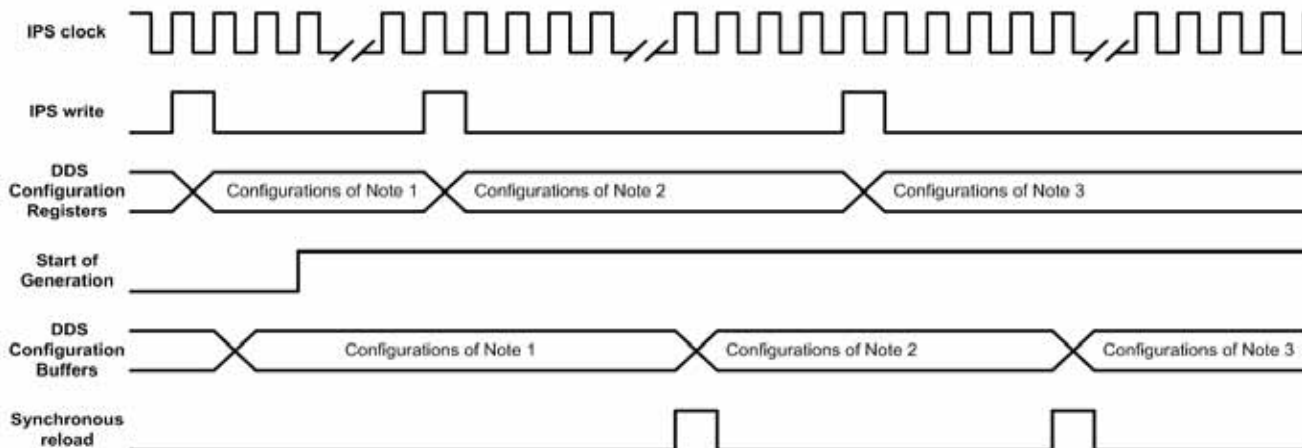 IPS clock
IPS write
DDS
Configuration
Registers
Configurations of Note 1
Configurations of Note 2
Configurations of Note 3
Start of
Generation
DDS
Configuration
Buffers
Configurations of Note 1
Configurations of Note 2
Configurations of Note 3
Synchronous
reload